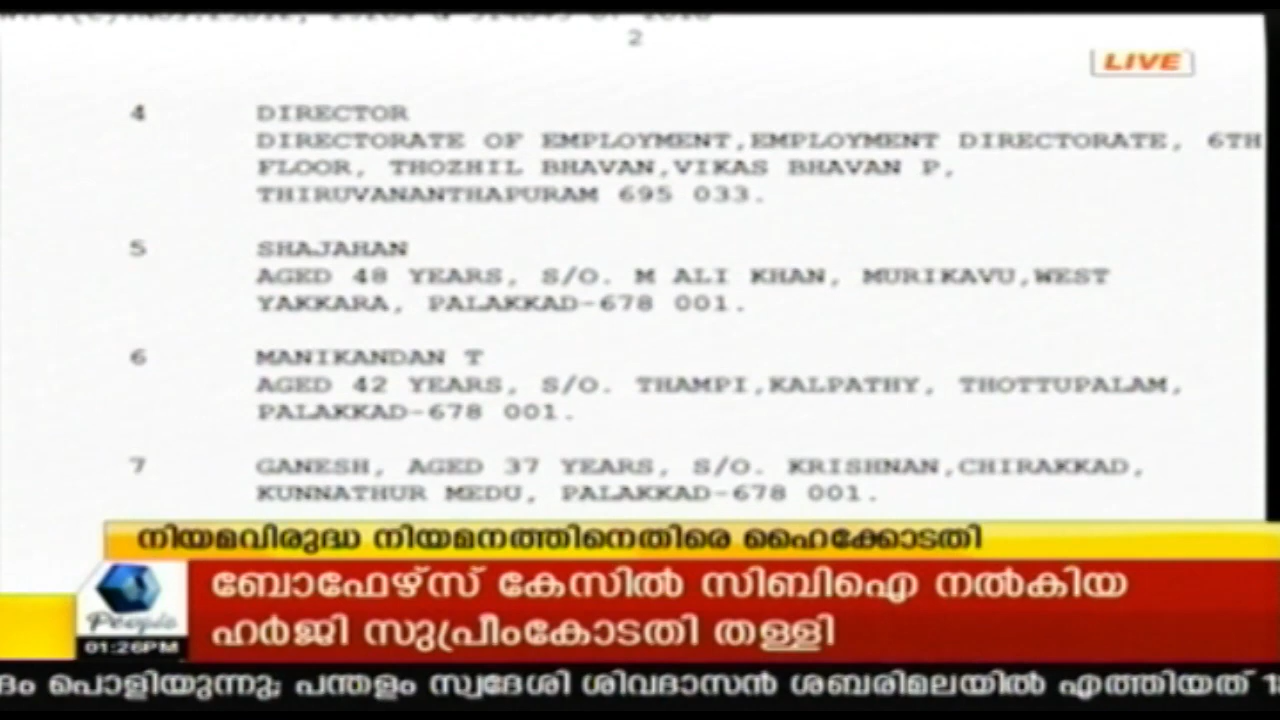 2
LIVE
4 DIRECTOR
DIRECTORATE OF EMPLOYMENT,EMPLOYMENT DIRECTORATE, 6TH
FLOOR, THOZHIL BHAVAN,VIKAS BHAVAN P,
THIRUVANANTHAPURAM 695 033.
5 SHAJAHAN
AGED 48 YEARS, S/O. M ALI KHAN, MURIKAVU,WEST
YAKKARA, PALAKKAD-678 001.
6 MANIKANDAN T
AGED 42 YEARS, S/O. THAMPI,KALPATHY, THOTTUPALAM,
PALAKKAD-678 001.
7 GANESH, AGED 37 YEARS, S/O. KRISHNAN,CHIRAKKAD,
KUNNATHUR MEDU, PALAKKAD-678 001.
നിയമവിരുദ്ധ നിയമനത്തിനെതിരെ ഹൈക്കോടതി
ബോഫേഴ്സ് കേസിൽ സിബിഐ നൽകിയ
ഹർജി സുപ്രീംകോടതി തള്ളി
People
01:26PM
പൊളിയുന്നു; പന്തളം സ്വദേശി ശിവദാസൻ ശബരിമലയിൽ എത്തിയത്